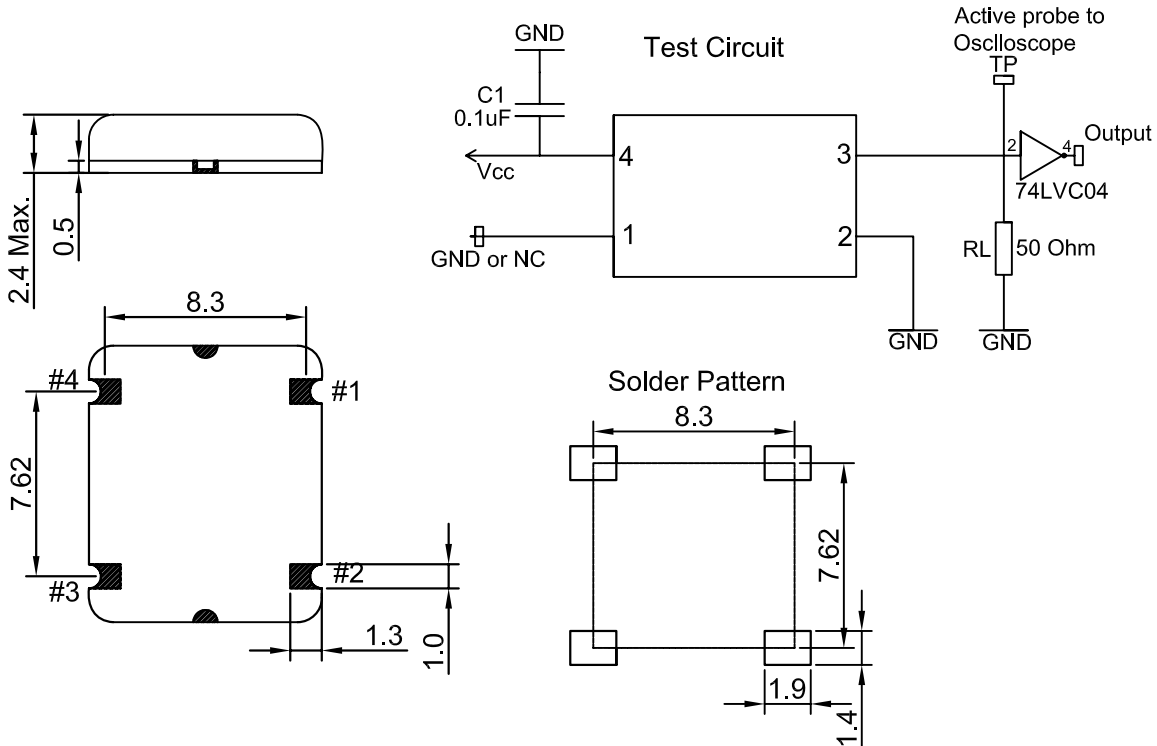 Active probe to
Osclloscope
TP
GND
Test Circuit
C1
0.1uF
4
3
2
4
Output
Vcc
74LVC04
1
2
GND or NC
RL
50 Ohm
GND
GND
2.4 Max.
0.5
8.3
#4
#1
7.62
#3
#2
1.3
1.0
Solder Pattern
8.3
7.62
1.9
1.4